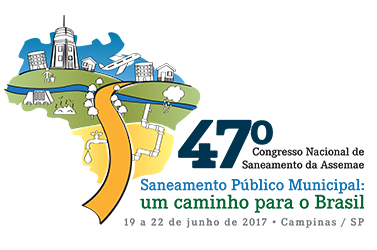 47º
Congresso Nacional de
Saneamento da Assemae
Saneamento Público Municipal:
um caminho para o Brasil
19 a 22 de junho de 2017 • Campinas / SP